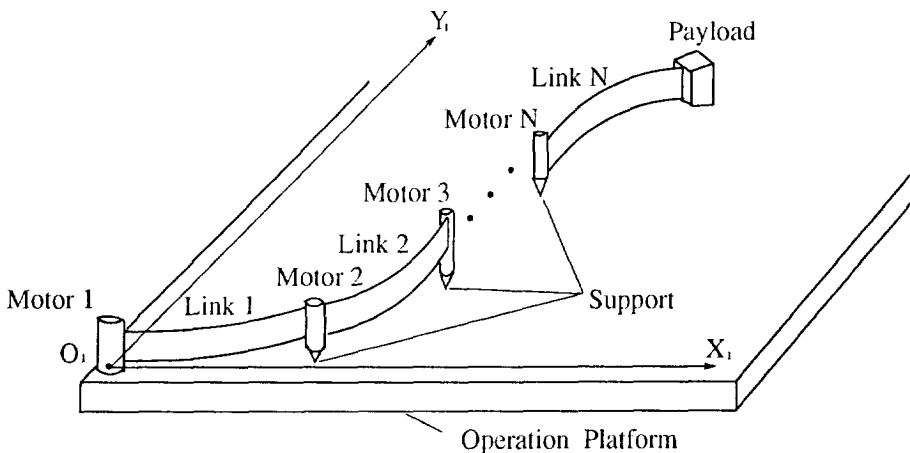 Y₁
Payload
Link N
Motor N
Motor 3
Link 2
Motor 2
Motor 1
Link 1
Support
O₁
X₁
Operation Platform